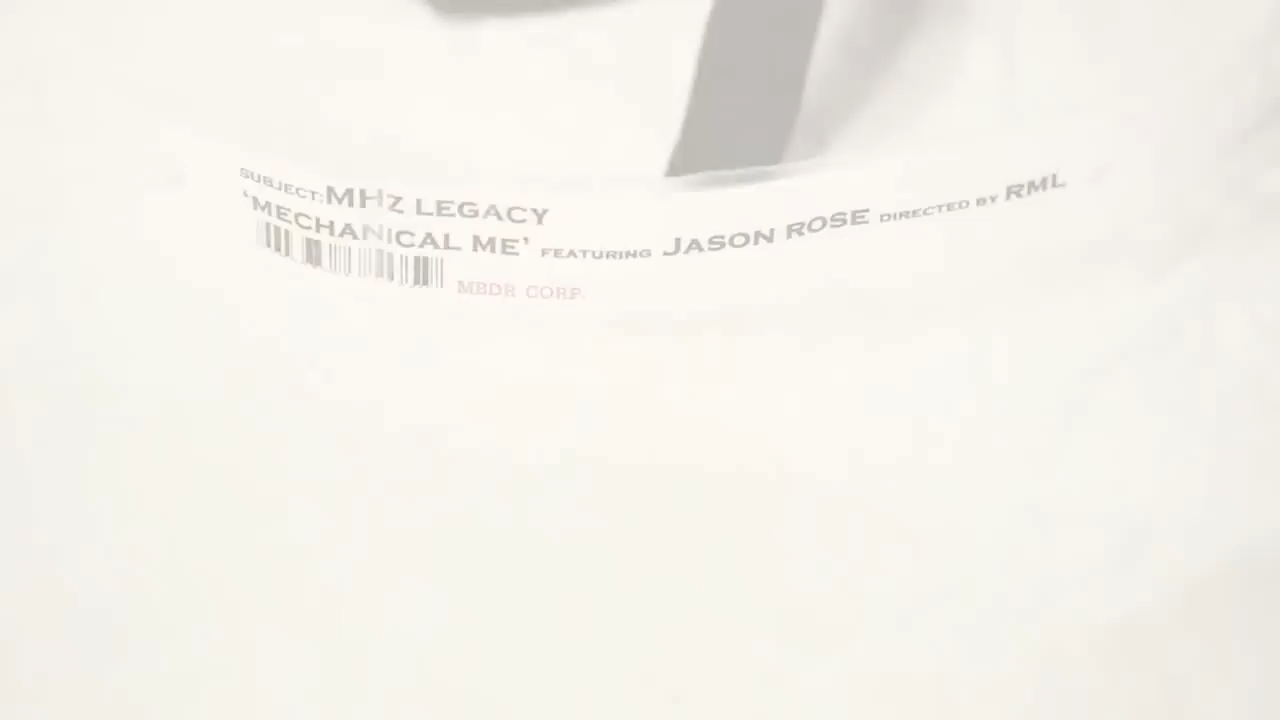 SUBJECT:MHz LEGACY
'MECHANICAL ME' FEATURING JASON ROSE DIRECTED BY RML
MBDR CORP.